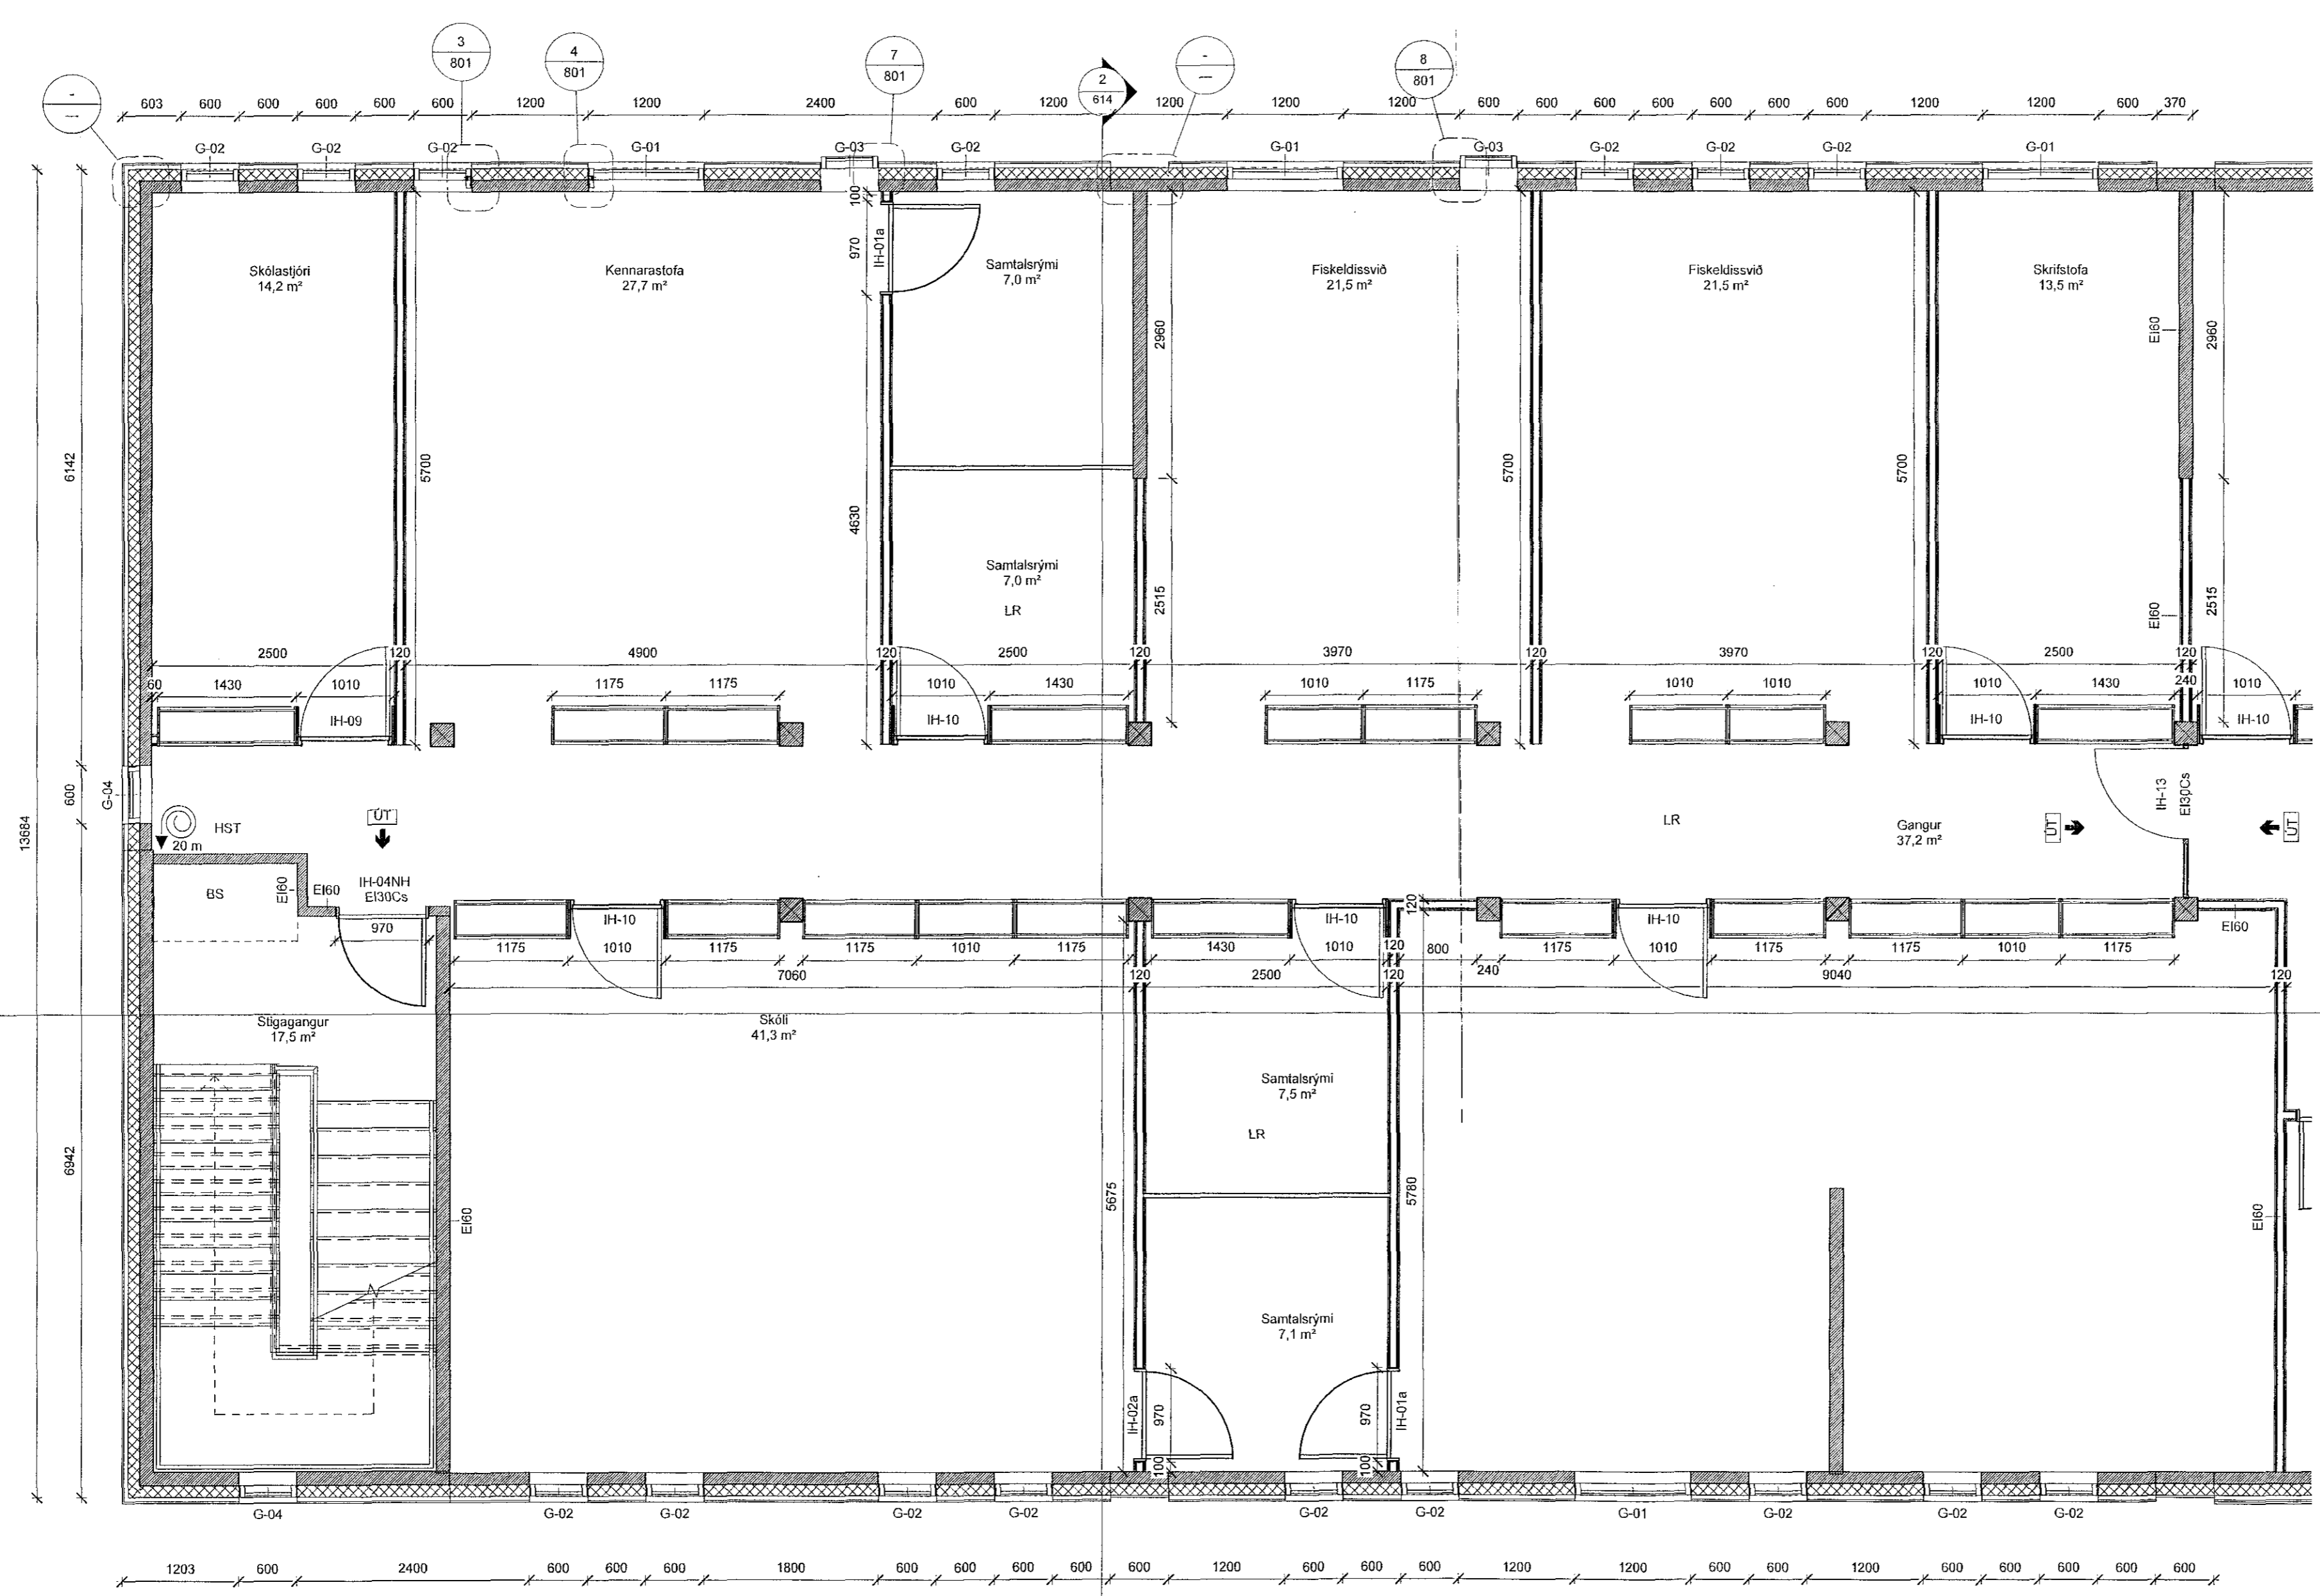 3
801
4
801
7
801
2
614
8
801
-
-
603 600 600 600 600 600 1200 1200 2400 600 1200 1200 1200 1200 600 600 600 600 600 600 600 1200 1200 600 370
G-02 G-02 G-02 G-01 G-03 G-02 G-01 G-03 G-02 G-02 G-02 G-01
100
970
IH-01a
Skólastjóri
14,2 m²
Kennarastofa
27,7 m²
Samtalsrými
7,0 m²
Fiskeldissvið
21,5 m²
Fiskeldissvið
21,5 m²
Skrifstofa
13,5 m²
EI60
2960
2960
6142
5700
4630
5700
5700
Samtalsrými
7,0 m²
LR
2515
EI60
2515
2500 120 4900 120 2500 120 3970 120 3970 120 2500 120
60 1430 1010 1175 1175 1010 1430 1010 1175 1010 1010 1010 1430 240 1010
IH-09 IH-10 IH-10 IH-10
13684
600
G-04
HST
20 m
ÚT
LR
Gangur
37,2 m²
ÚT
IH-13
EI30Cs
ÚT
BS
EI60
EI60
IH-04NH
EI30Cs
970
IH-10 IH-10 120 IH-10 EI60
1175 1010 1175 1175 1010 1175 1430 1010 120 800 1175 1010 1175 1175 1010 1175
7060 120 2500 120 240 9040 120
Stigagangur
17,5 m²
Skóli
41,3 m²
Samtalsrými
7,5 m²
LR
6942
EI60
5675
5780
EI60
Samtalsrými
7,1 m²
IH-02a
970
970
IH-01a
100
100
G-04 G-02 G-02 G-02 G-02 G-02 G-02 G-01 G-02 G-02 G-02
1203 600 2400 600 600 600 1800 600 600 600 600 600 1200 600 600 600 1200 1200 600 600 1200 600 600 600 600 600